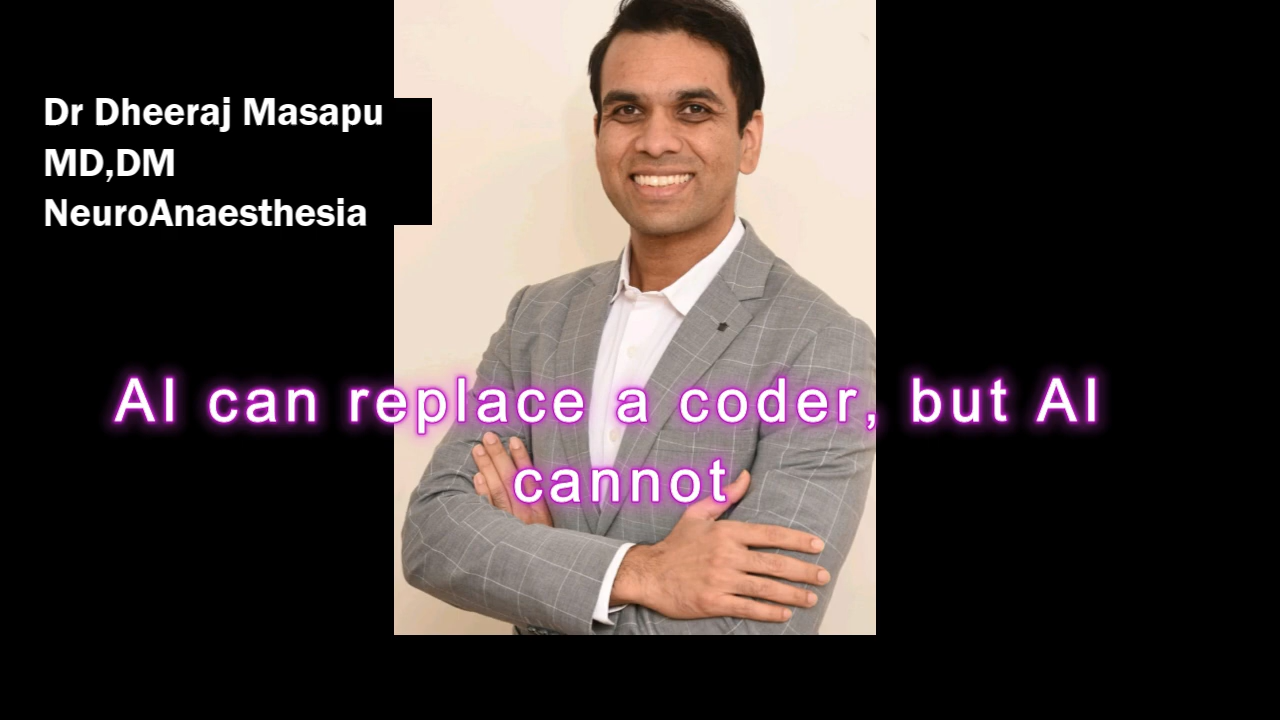 Dr Dheeraj Masapu
MD,DM
NeuroAnaesthesia
AI can replace a coder, but AI
cannot